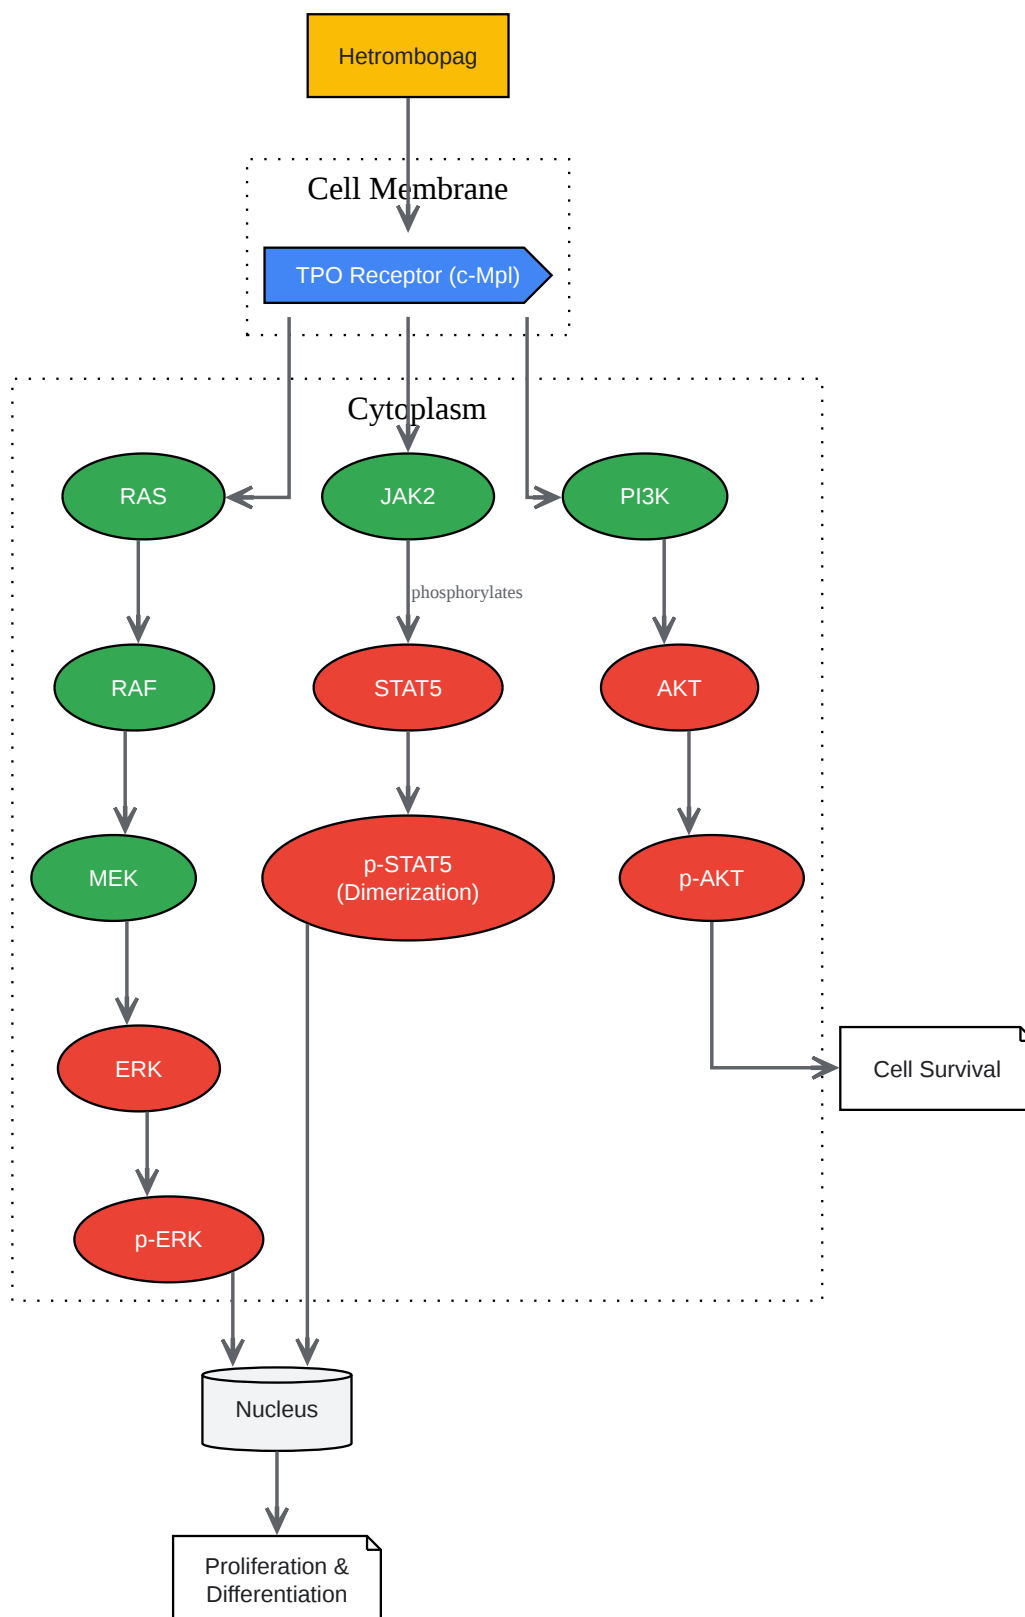 Hetrombopag
Cell Membrane
TPO Receptor (c-Mpl)
Cytoplasm
RAS
JAK2
PI3K
phosphorylates
RAF
STAT5
AKT
MEK
p-STAT5
(Dimerization)
p-AKT
ERK
Cell Survival
p-ERK
Nucleus
Proliferation &
Differentiation